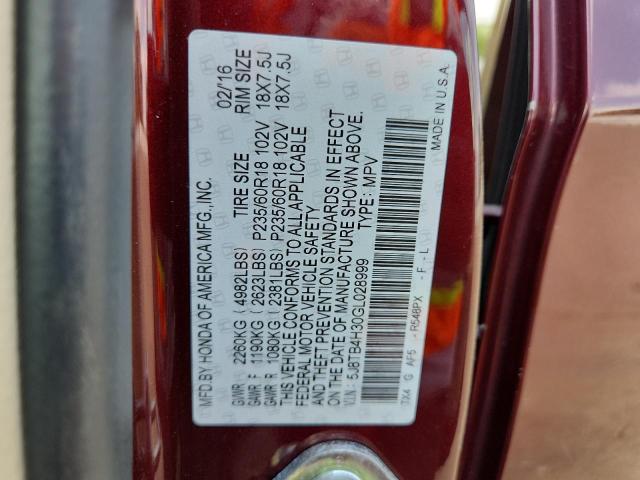 MFD.BY HONDA OF AMERICA MFG.,INC. 02/'16
GVWR 2260KG (4982LBS) TIRE SIZE RIM SIZE
GAWR F 1190KG (2623LBS) P235/60R18 102V 18X7.5J
GAWR R 1080KG (2381LBS) P235/60R18 102V 18X7.5J
THIS VEHICLE CONFORMS TO ALL APPLICABLE
FEDERAL MOTOR VEHICLE SAFETY
AND THEFT PREVENTION STANDARDS IN EFFECT
ON THE DATE OF MANUFACTURE SHOWN ABOVE.
V.I.N.: 5J8TB4H30GL028999 TYPE: MPV
TX4 G AF5 - R548PX - F - L MADE IN U.S.A.